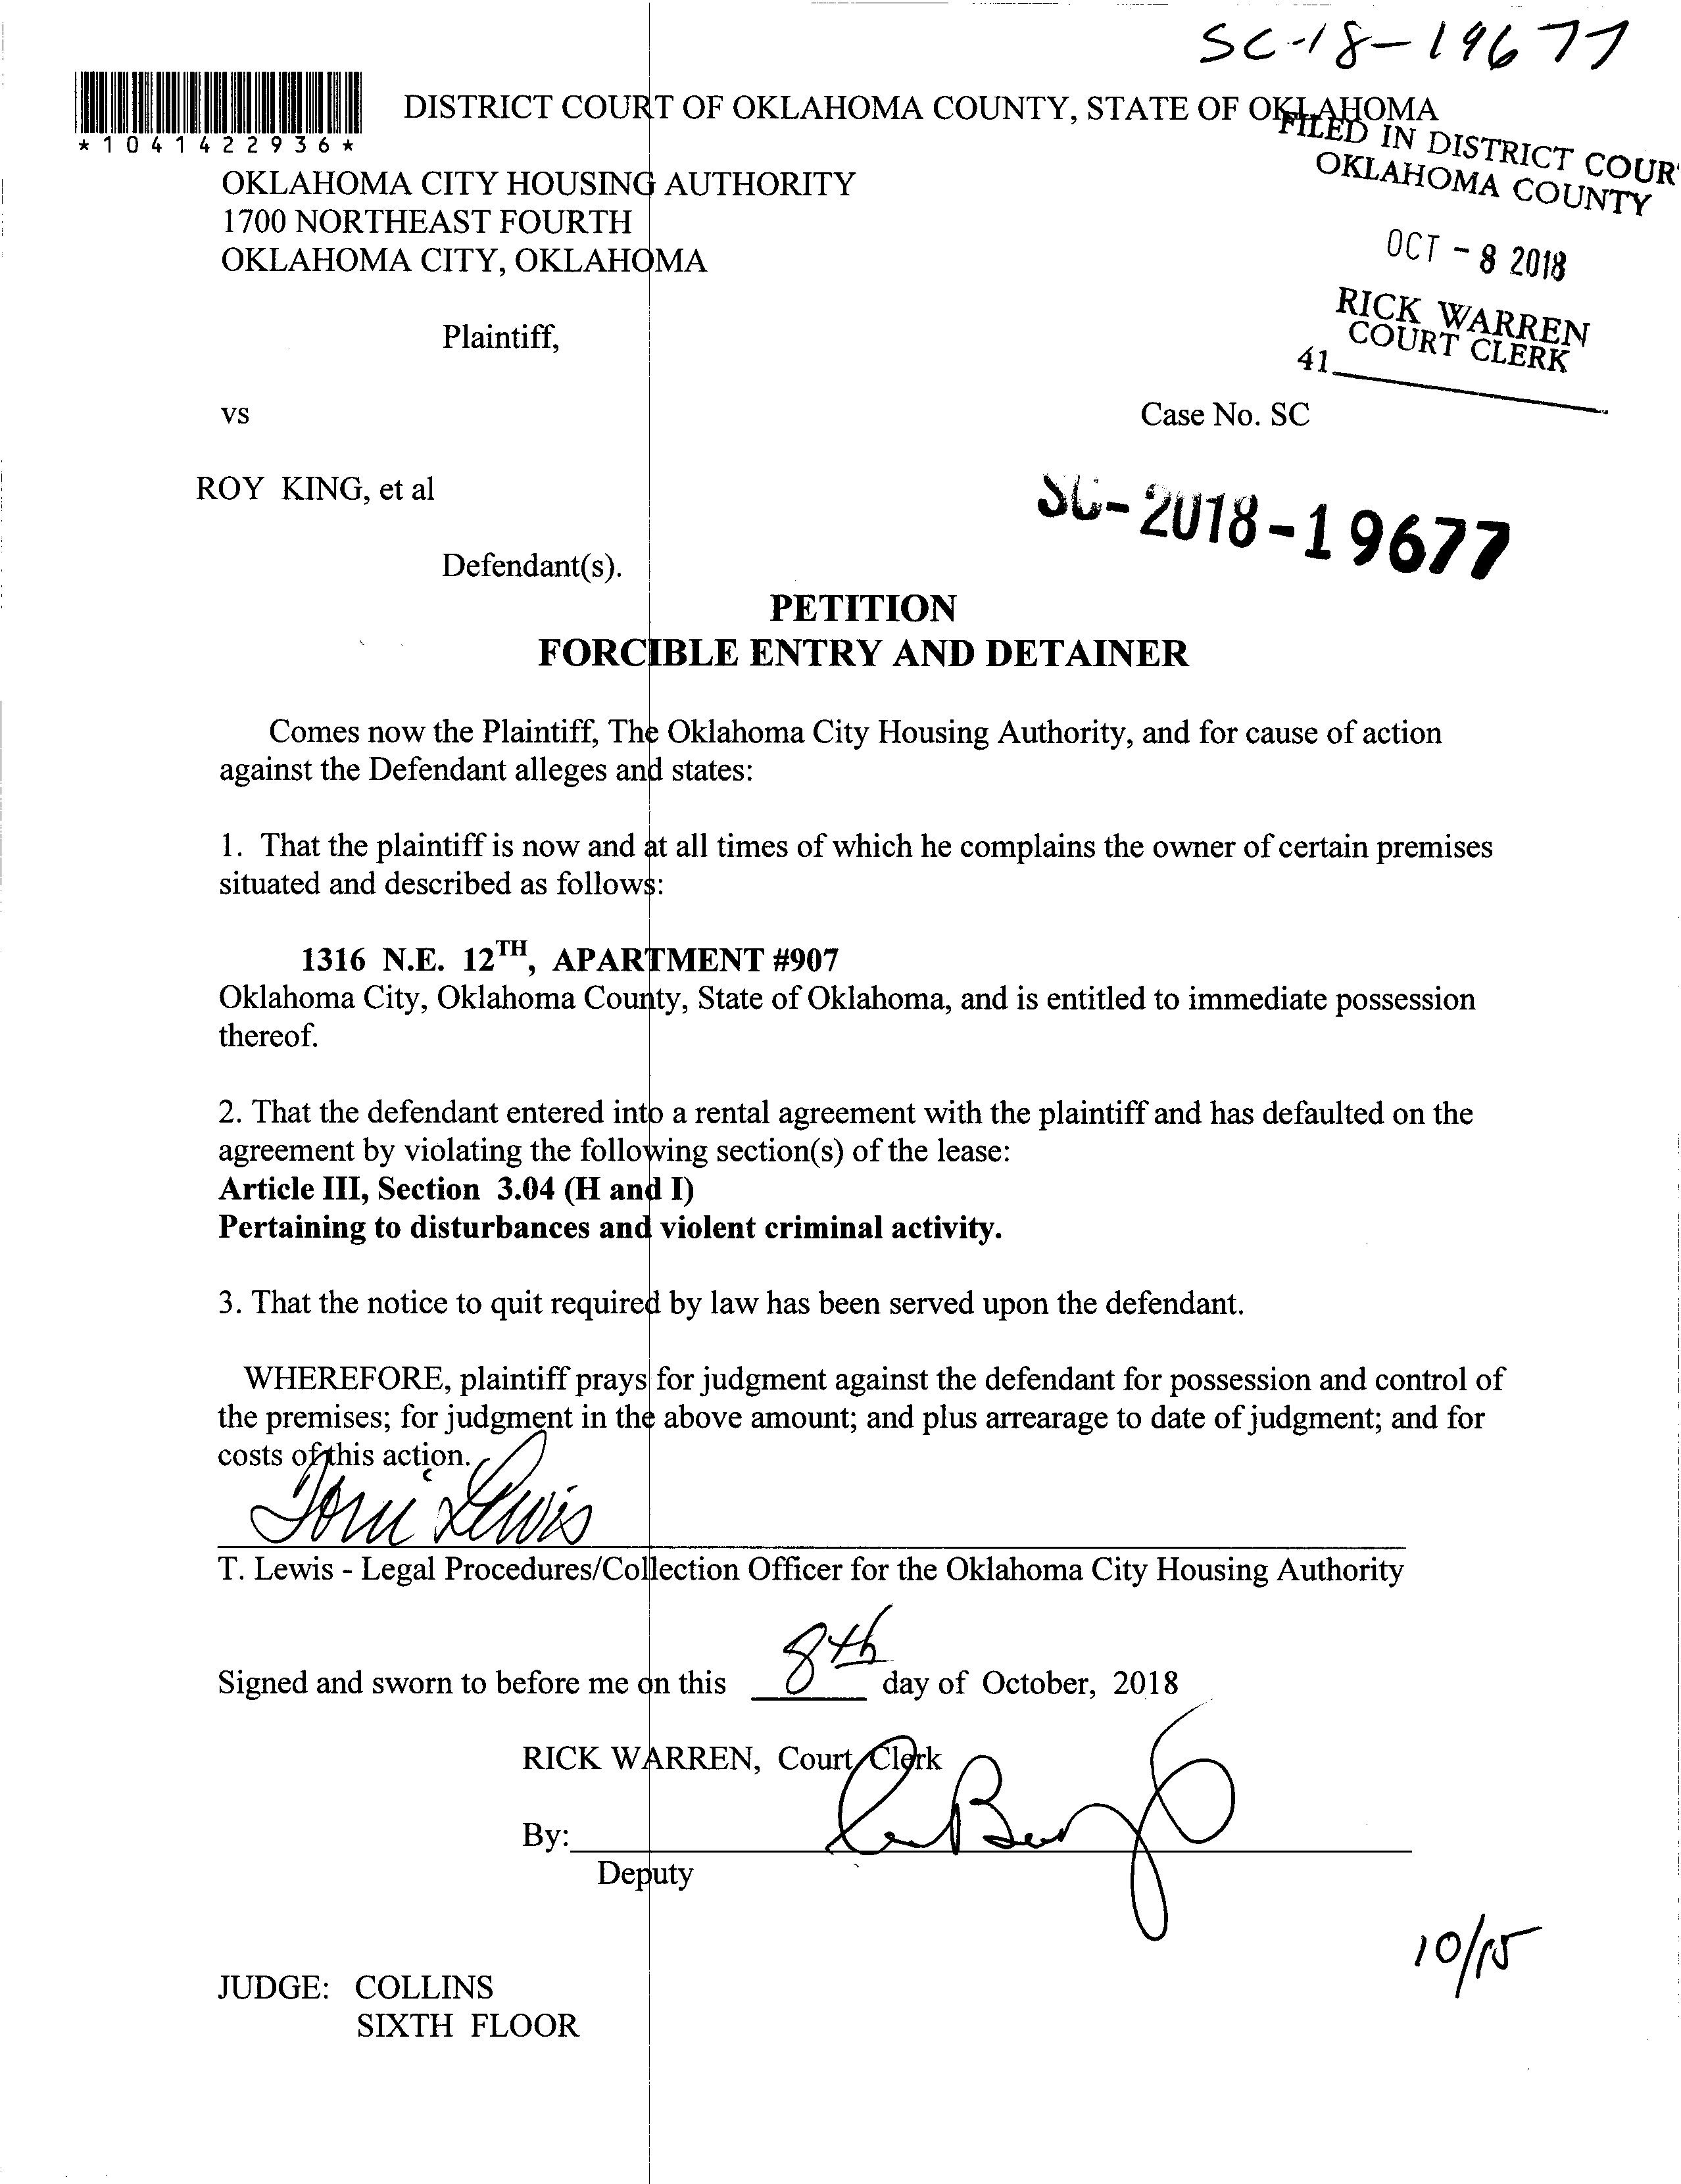 SC-18-19677
DISTRICT COURT OF OKLAHOMA COUNTY, STATE OF OKLAHOMA
*1041422936*
FILED IN DISTRICT COUR
OKLAHOMA COUNTY
OKLAHOMA CITY HOUSING AUTHORITY
1700 NORTHEAST FOURTH
OKLAHOMA CITY, OKLAHOMA
OCT - 8 2018
RICK WARREN
COURT CLERK
41
Plaintiff,
vs
Case No. SC
ROY KING, et al
SC-2018-19677
Defendant(s).
PETITION
FORCIBLE ENTRY AND DETAINER
Comes now the Plaintiff, The Oklahoma City Housing Authority, and for cause of action
against the Defendant alleges and states:
1. That the plaintiff is now and at all times of which he complains the owner of certain premises
situated and described as follows:
1316 N.E. 12TH, APARTMENT #907
Oklahoma City, Oklahoma County, State of Oklahoma, and is entitled to immediate possession
thereof.
2. That the defendant entered into a rental agreement with the plaintiff and has defaulted on the
agreement by violating the following section(s) of the lease:
Article III, Section 3.04 (H and I)
Pertaining to disturbances and violent criminal activity.
3. That the notice to quit required by law has been served upon the defendant.
WHEREFORE, plaintiff prays for judgment against the defendant for possession and control of
the premises; for judgment in the above amount; and plus arrearage to date of judgment; and for
costs of this action.
Toni Lewis
T. Lewis - Legal Procedures/Collection Officer for the Oklahoma City Housing Authority
Signed and sworn to before me on this 8th day of October, 2018
RICK WARREN, Court Clerk
By:
Deputy
10/15
JUDGE: COLLINS
SIXTH FLOOR